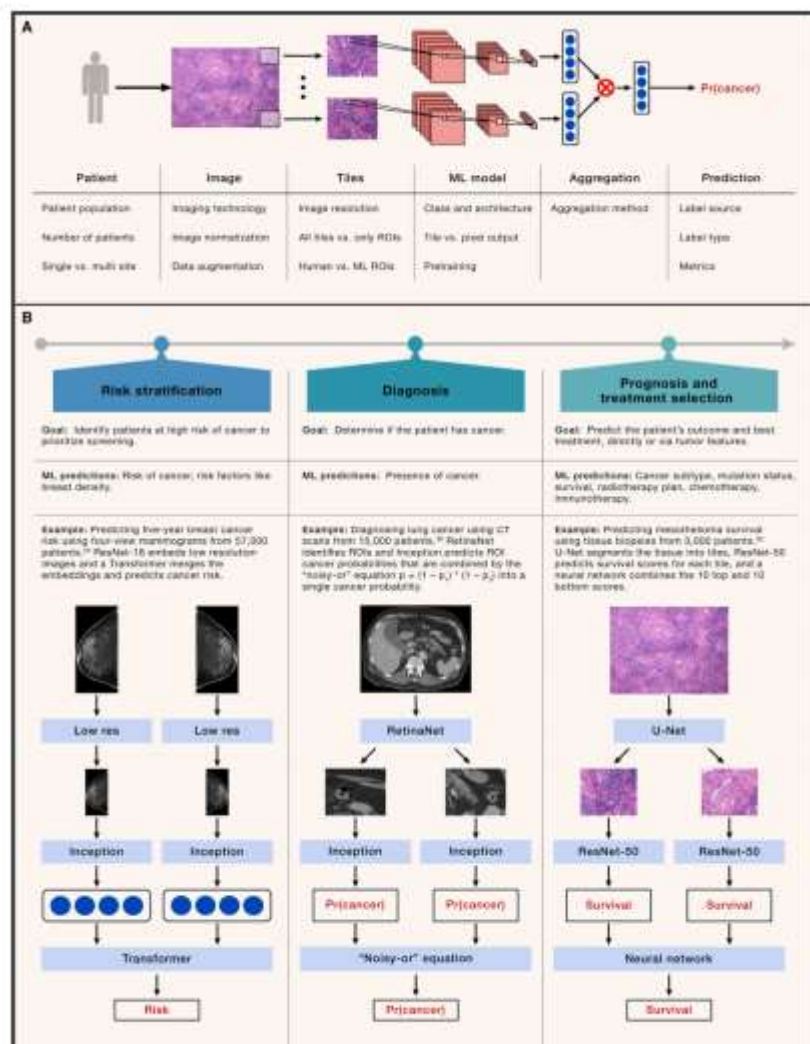 A
Pr(cancer)
Patient Image Tiles ML model Aggregation Prediction
Patient population Imaging technology Image resolution Class and architecture Aggregation method Label source
Number of patients Image normalization All tiles vs. only ROIs Tile vs. pixel output Label type
Single vs. multi site Data augmentation Human vs. ML ROIs Pretraining Metrics
B
Risk stratification
Goal: Identify patients at high risk of cancer to
prioritize screening.
ML predictions: Risk of cancer, risk factors like
breast density.
Example: Predicting five-year breast cancer
risk using four-view mammograms from 57,000
patients. ResNet-18 embeds low resolution
images and a Transformer merges the
embeddings and predicts cancer risk.
Low res Low res
Inception Inception
Transformer
Risk
Diagnosis
Goal: Determine if the patient has cancer.
ML predictions: Presence of cancer.
Example: Diagnosing lung cancer using CT
scans from 15,000 patients. RetinaNet
identifies ROIs and Inception predicts ROI
cancer probabilities that are combined by the
"noisy-or" equation p = (1 – p) * (1 – p) into a
single cancer probability.
RetinaNet
Inception Inception
Pr(cancer) Pr(cancer)
"Noisy-or" equation
Pr(cancer)
Prognosis and
treatment selection
Goal: Predict the patient's outcome and best
treatment, directly or via tumor features.
ML predictions: Cancer subtype, mutation status,
survival, radiotherapy plan, chemotherapy,
immunotherapy.
Example: Predicting mesothelioma survival
using tissue biopsies from 3,000 patients.
U-Net segments the tissue into tiles, ResNet-50
predicts survival scores for each tile, and a
neural network combines the 10 top and 10
bottom scores.
U-Net
ResNet-50 ResNet-50
Survival Survival
Neural network
Survival